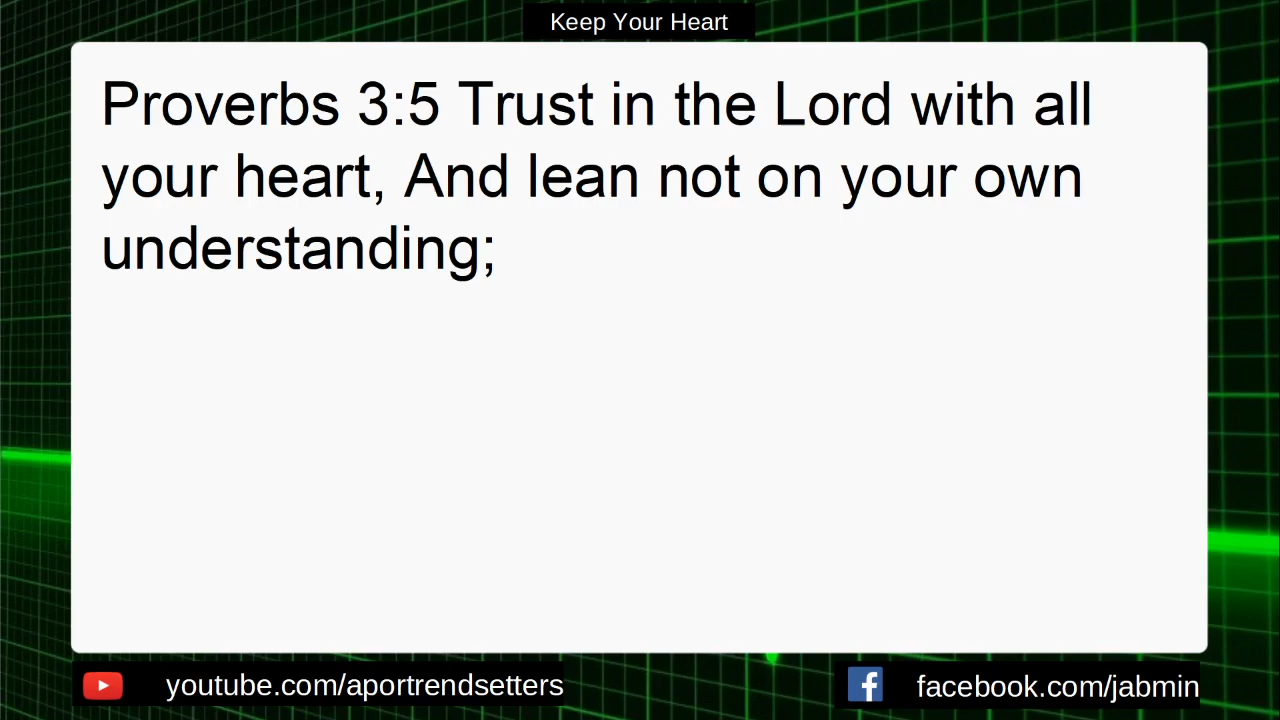 Keep Your Heart
Proverbs 3:5 Trust in the Lord with all
your heart, And lean not on your own
understanding;
youtube.com/aportrendsetters
facebook.com/jabmin